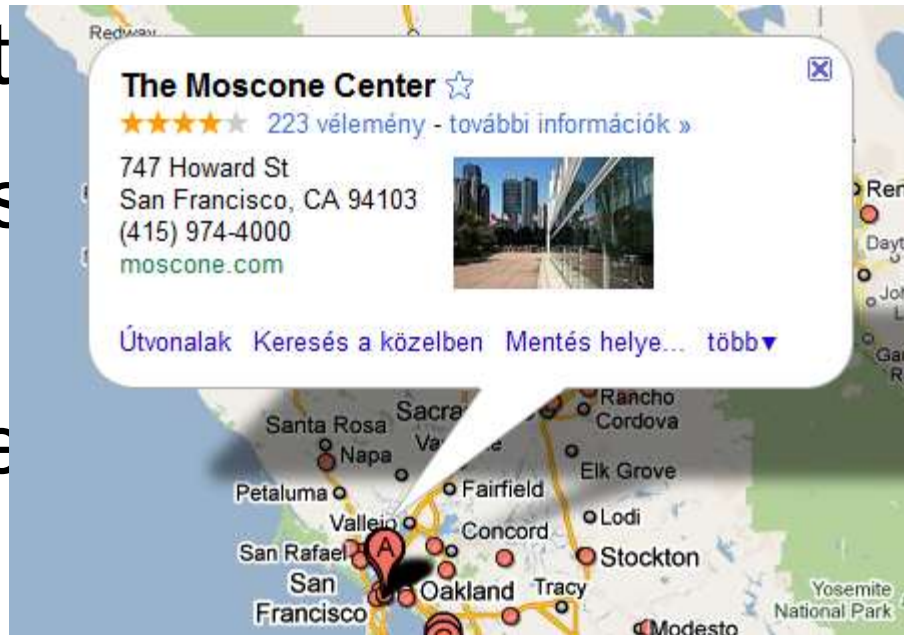 Redway
The Moscone Center
223 vélemény - további információk »
747 Howard St
San Francisco, CA 94103
(415) 974-4000
moscone.com
Útvonalak Keresés a közelben Mentés helye... több▼
Rancho
Cordova
Santa Rosa
Napa
Elk Grove
Petaluma
Fairfield
Vallejo
Lodi
Concord
San Rafael
A
Stockton
San
Francisco
Oakland
Tracy
Yosemite
National Park
Modesto